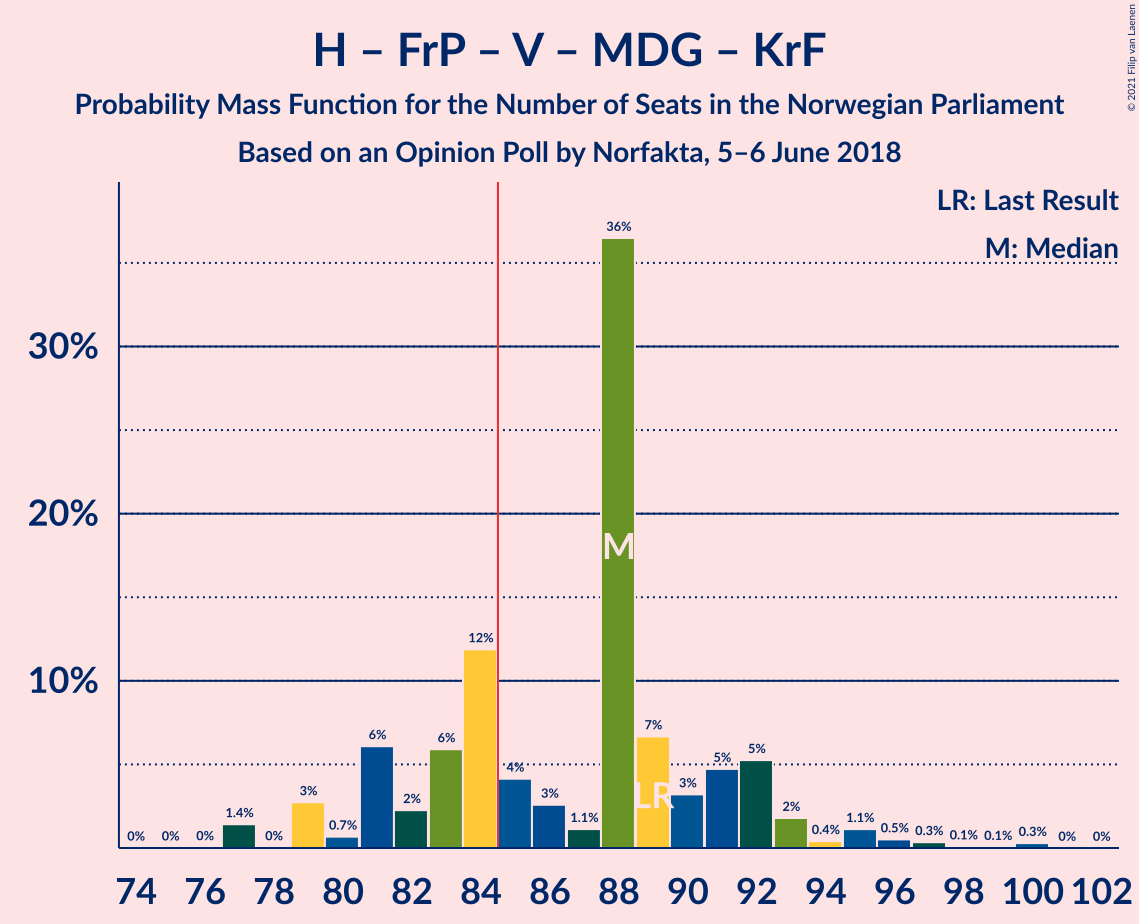 H – FrP – V – MDG – KrF
Probability Mass Function for the Number of Seats in the Norwegian Parliament
Based on an Opinion Poll by Norfakta, 5–6 June 2018
© 2021 Filip van Laenen
LR: Last Result
M: Median
30%
20%
10%
0% 0% 0% 1.4% 0% 3% 0.7% 6% 2% 6% 12% 4% 3% 1.1% 36% 7% 3% 5% 5% 2% 0.4% 1.1% 0.5% 0.3% 0.1% 0.1% 0.3% 0% 0%
M
LR
74 76 78 80 82 84 86 88 90 92 94 96 98 100 102